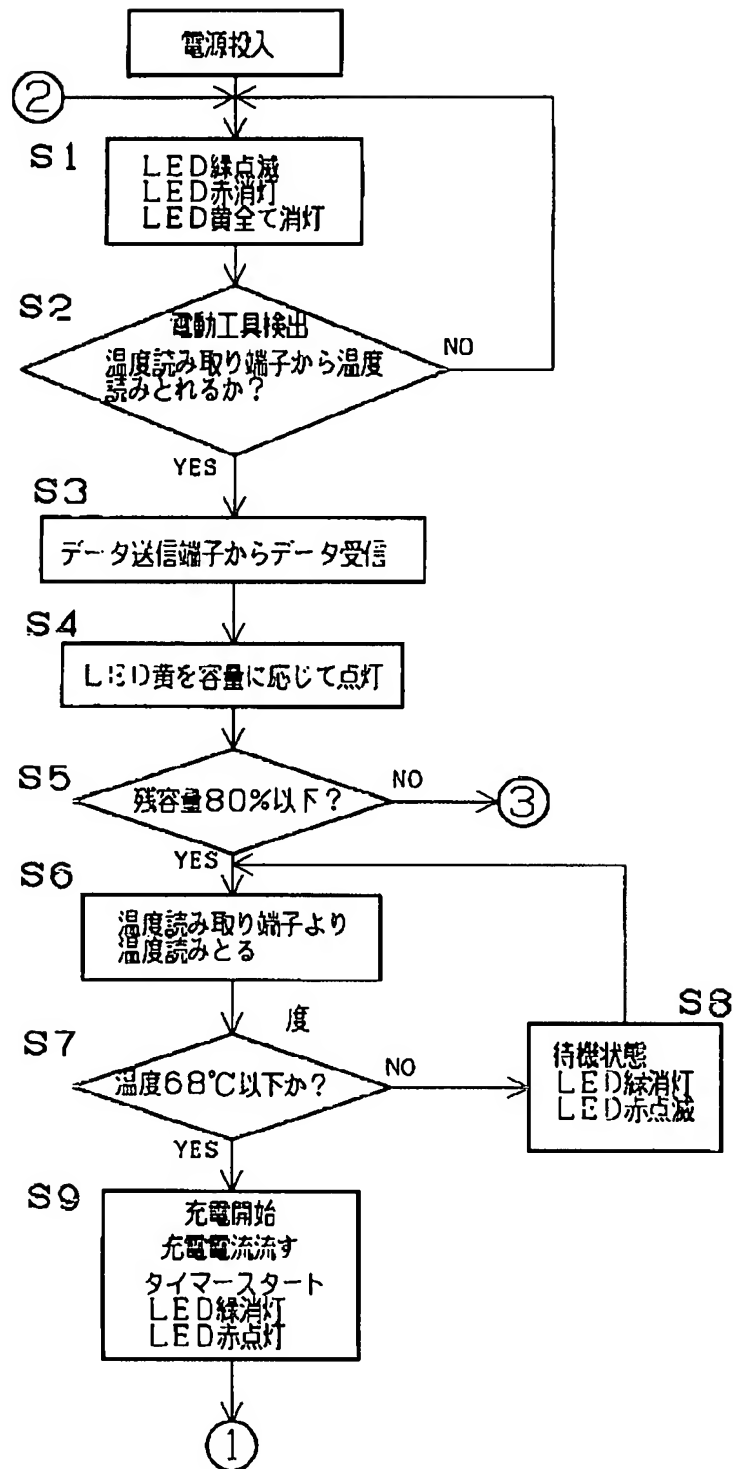 電源投入
②
S1
LED緑点滅
LED赤消灯
LED黄全て消灯
S2
電動工具検出
温度読み取り端子から温度
読みとれるか?
NO
YES
S3
データ送信端子からデータ受信
S4
LED黄を容量に応じて点灯
S5
残容量80%以下?
NO
③
YES
S6
温度読み取り端子より
温度読みとる
度
S7
温度68℃以下か?
NO
S8
待機状態
LED緑消灯
LED赤点滅
YES
S9
充電開始
充電電流流す
タイマースタート
LED緑消灯
LED赤点灯
①